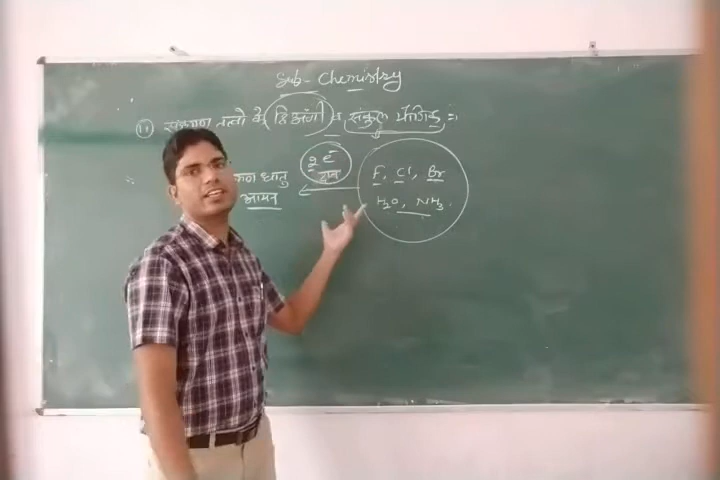 Sub- Chemistry
(11) संक्रमण तत्वो के (द्विअंगी) व संकुल यौगिक :-
2 e⁻
दान
धातु
आयन
F, Cl, Br
H₂O, NH₃.